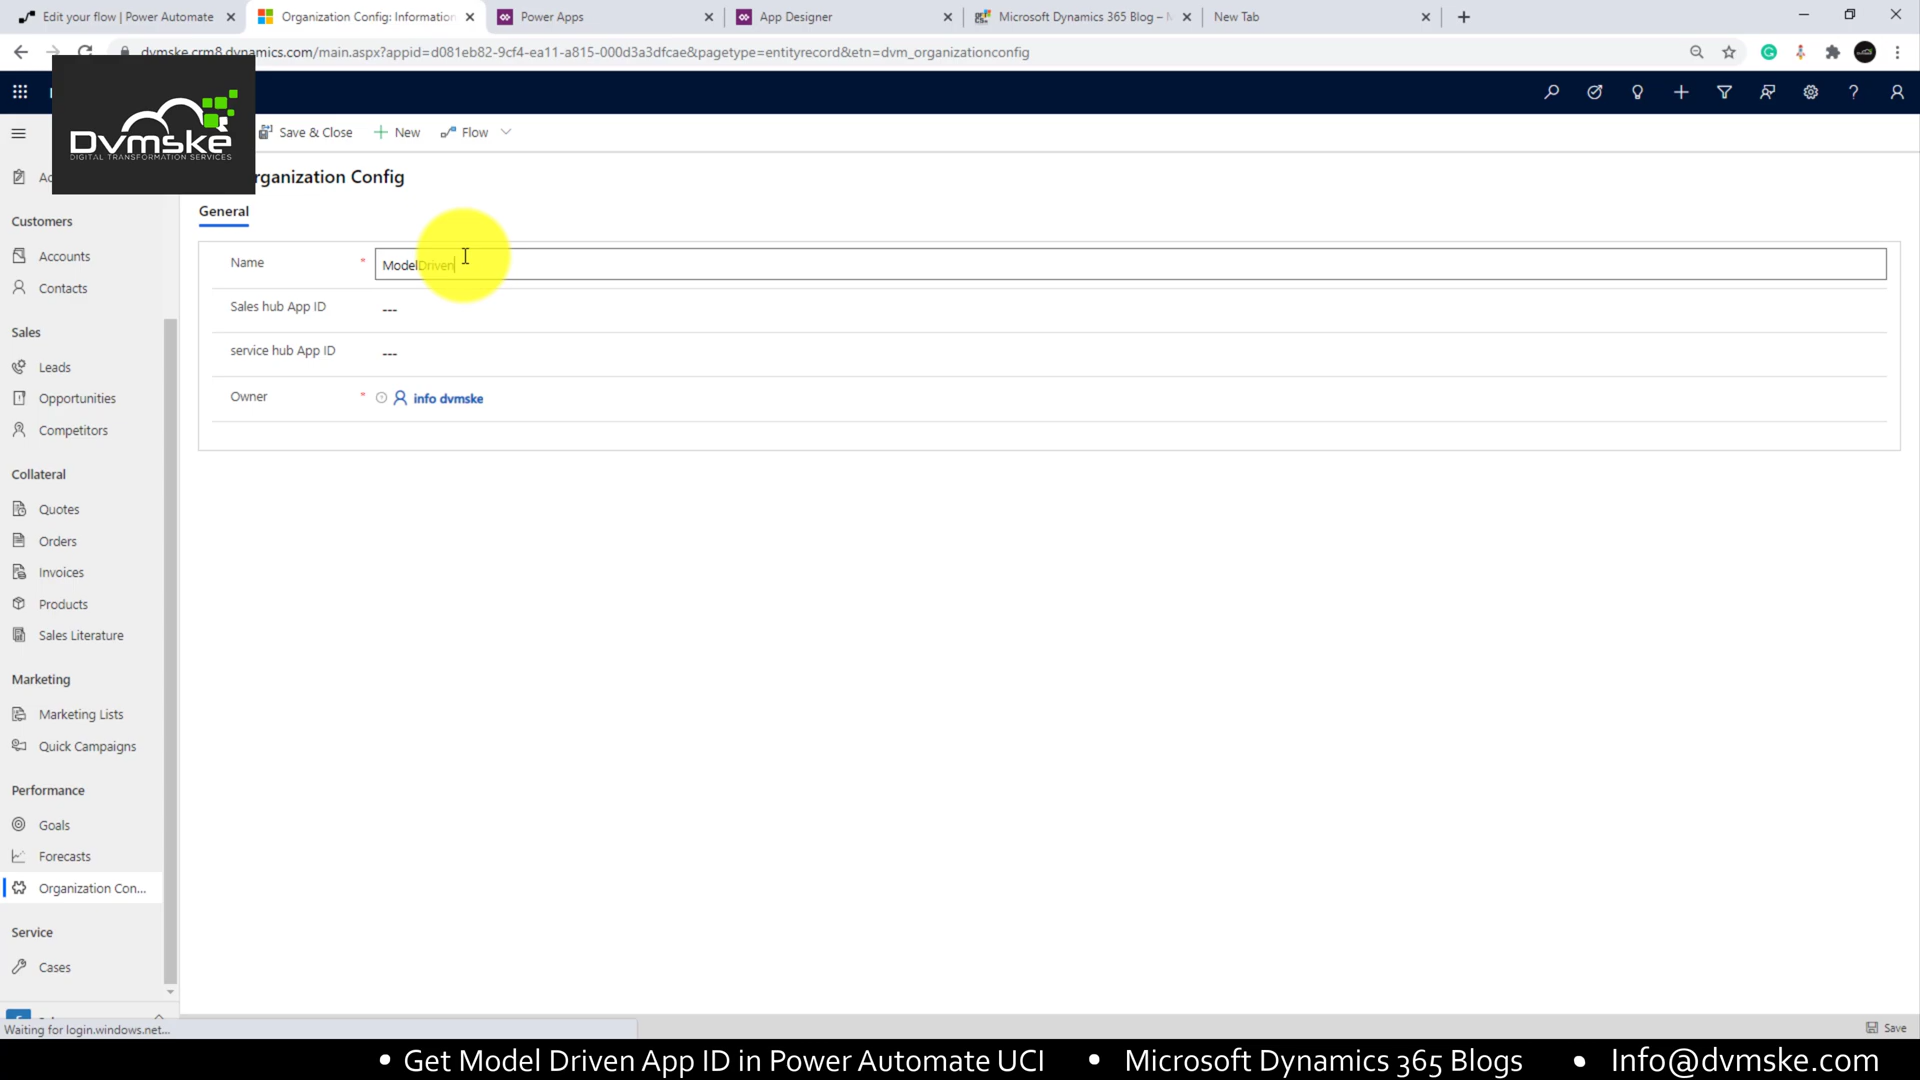 Edit your flow | Power Automate
Organization Config: Information
Power Apps
App Designer
Microsoft Dynamics 365 Blog –
New Tab
dvmske.crm8.dynamics.com/main.aspx?appid=d081eb82-9cf4-ea11-a815-000d3a3dfcae&pagetype=entityrecord&etn=dvm_organizationconfig
Dvmske
DIGITAL TRANSFORMATION SERVICES
Save & Close
New
Flow
rganization Config
General
Name * ModelDriven
Sales hub App ID ---
service hub App ID ---
Owner * info dvmske
Customers
Accounts
Contacts
Sales
Leads
Opportunities
Competitors
Collateral
Quotes
Orders
Invoices
Products
Sales Literature
Marketing
Marketing Lists
Quick Campaigns
Performance
Goals
Forecasts
Organization Con...
Service
Cases
Waiting for login.windows.net...
Save
• Get Model Driven App ID in Power Automate UCI • Microsoft Dynamics 365 Blogs • Info@dvmske.com